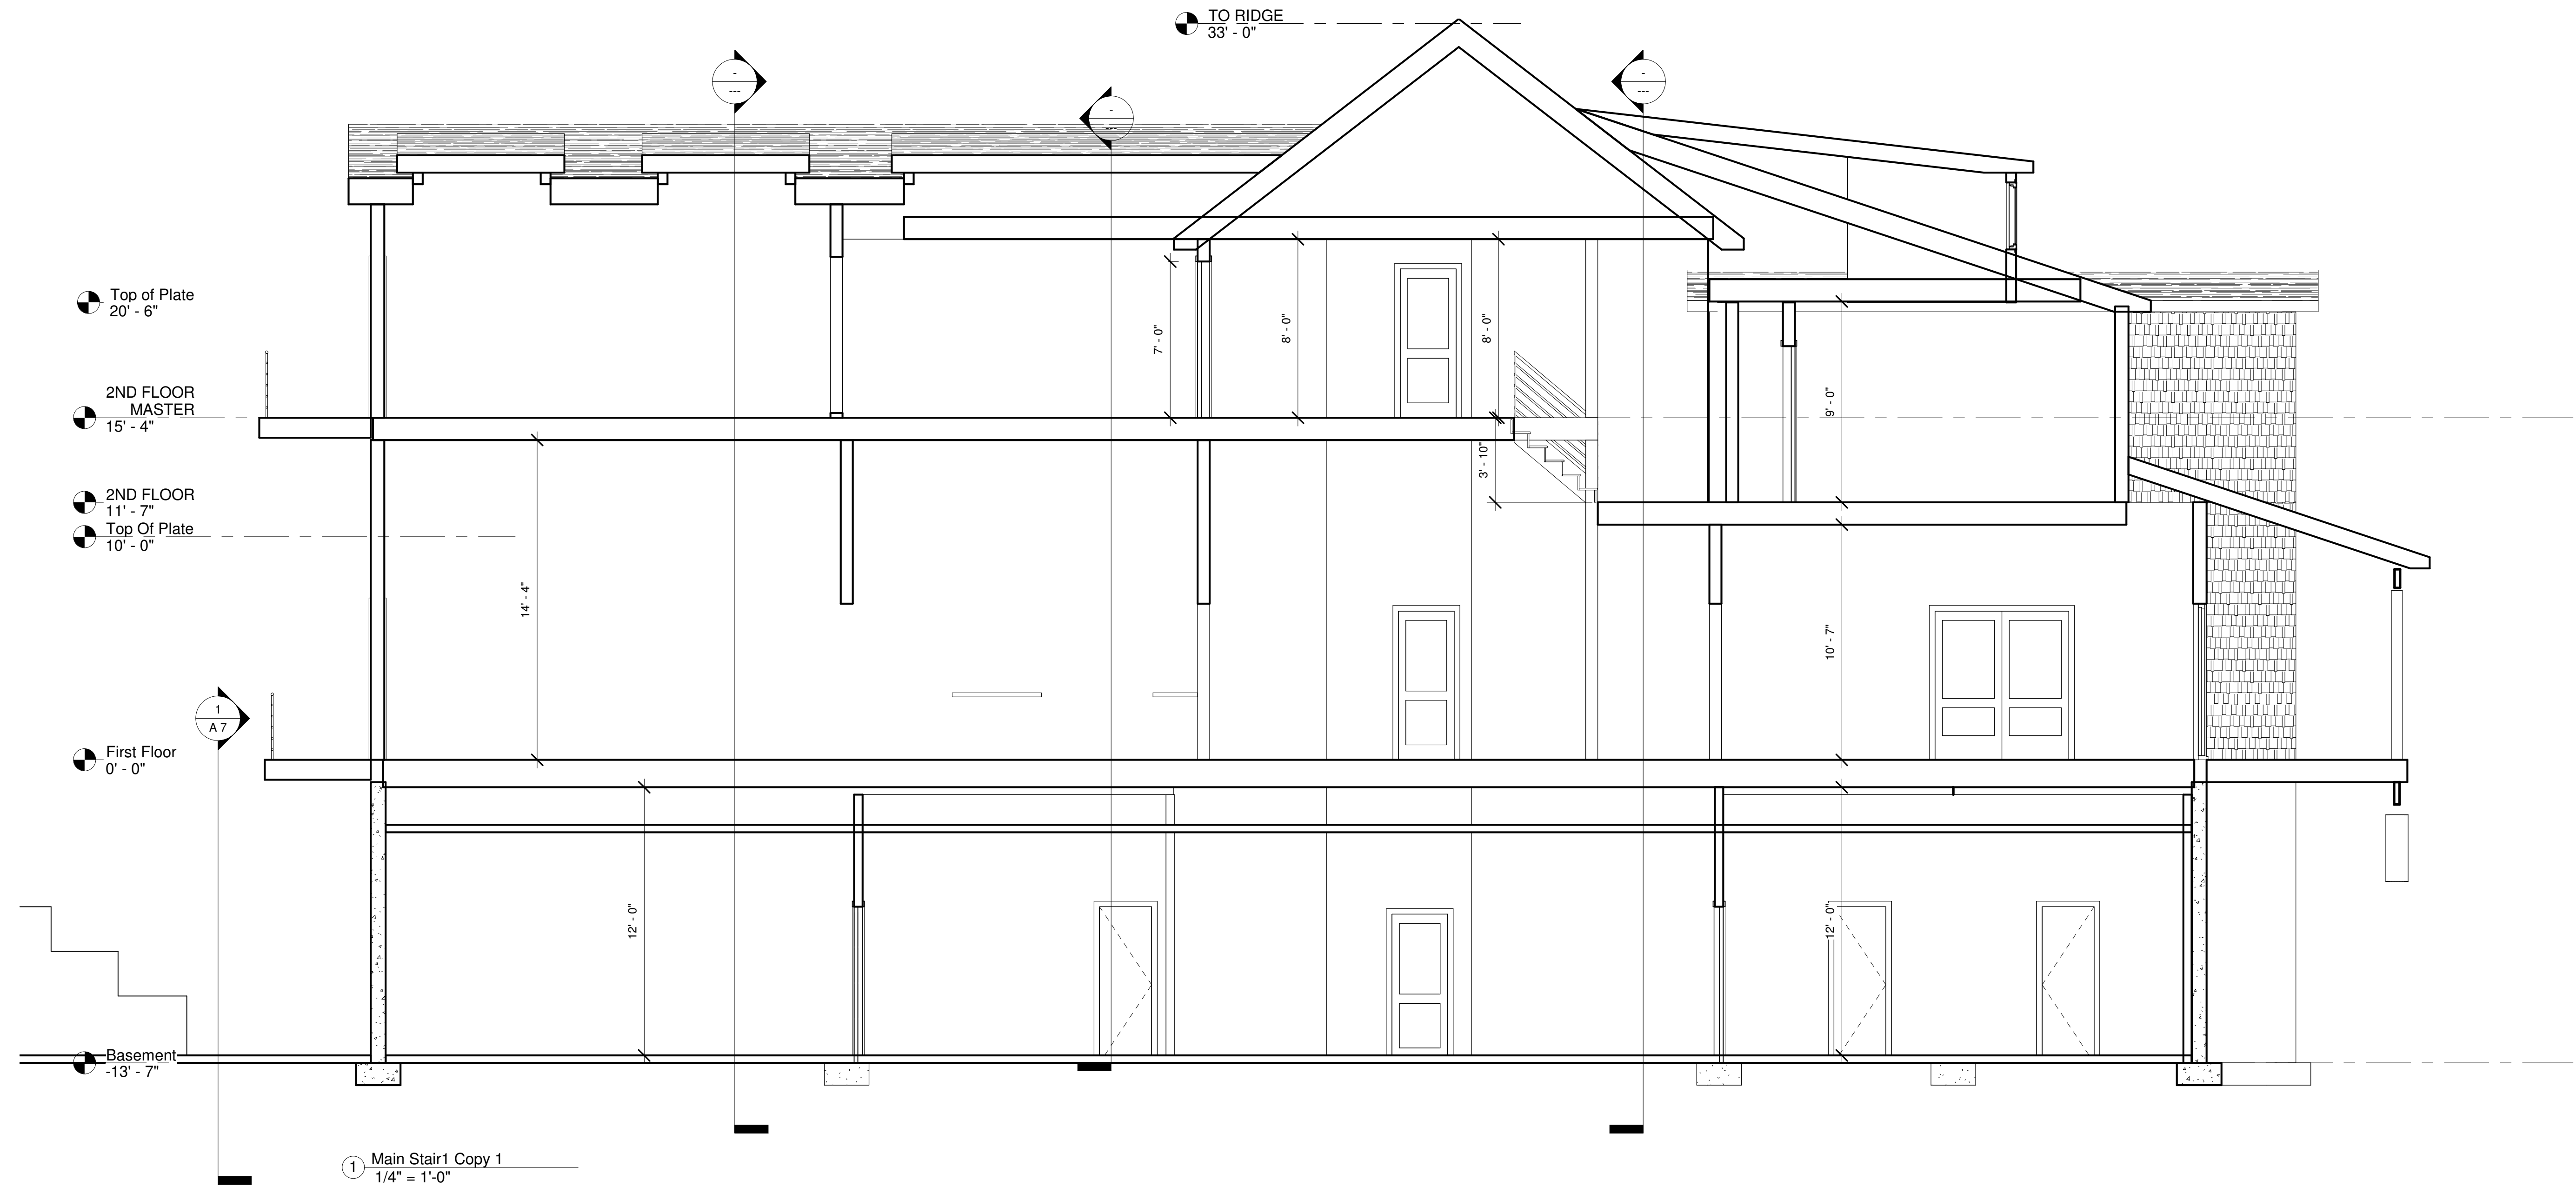 TO RIDGE
33' - 0"
-
---
-
---
-
---
Top of Plate
20' - 6"
2ND FLOOR
MASTER
15' - 4"
2ND FLOOR
11' - 7"
Top Of Plate
10' - 0"
First Floor
0' - 0"
Basement
-13' - 7"
1
A 7
7' - 0"
8' - 0"
8' - 0"
3' - 10"
9' - 0"
14' - 4"
10' - 7"
12' - 0"
12' - 0"
1
Main Stair1 Copy 1
1/4" = 1'-0"